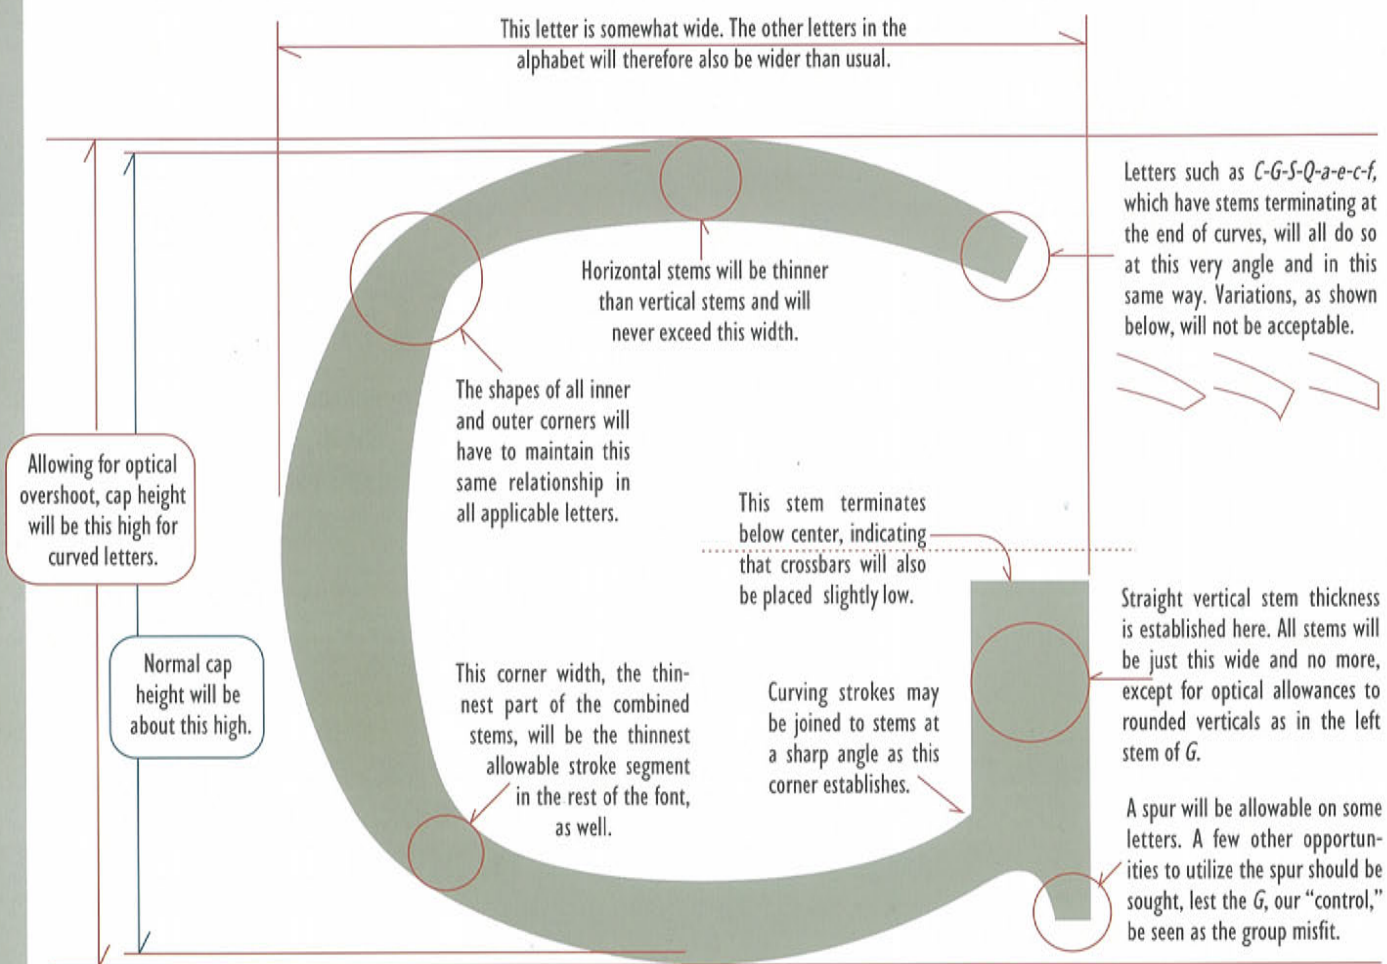 This letter is somewhat wide. The other letters in the
alphabet will therefore also be wider than usual.
Letters such as C-G-S-Q-a-e-c-f,
which have stems terminating at
the end of curves, will all do so
at this very angle and in this
same way. Variations, as shown
below, will not be acceptable.
Horizontal stems will be thinner
than vertical stems and will
never exceed this width.
The shapes of all inner
and outer corners will
have to maintain this
same relationship in
all applicable letters.
Allowing for optical
overshoot, cap height
will be this high for
curved letters.
This stem terminates
below center, indicating
that crossbars will also
be placed slightly low.
Straight vertical stem thickness
is established here. All stems will
be just this wide and no more,
except for optical allowances to
rounded verticals as in the left
stem of G.
Normal cap
height will be
about this high.
This corner width, the thin-
nest part of the combined
stems, will be the thinnest
allowable stroke segment
in the rest of the font,
as well.
Curving strokes may
be joined to stems at
a sharp angle as this
corner establishes.
A spur will be allowable on some
letters. A few other opportun-
ities to utilize the spur should be
sought, lest the G, our “control,”
be seen as the group misfit.
G